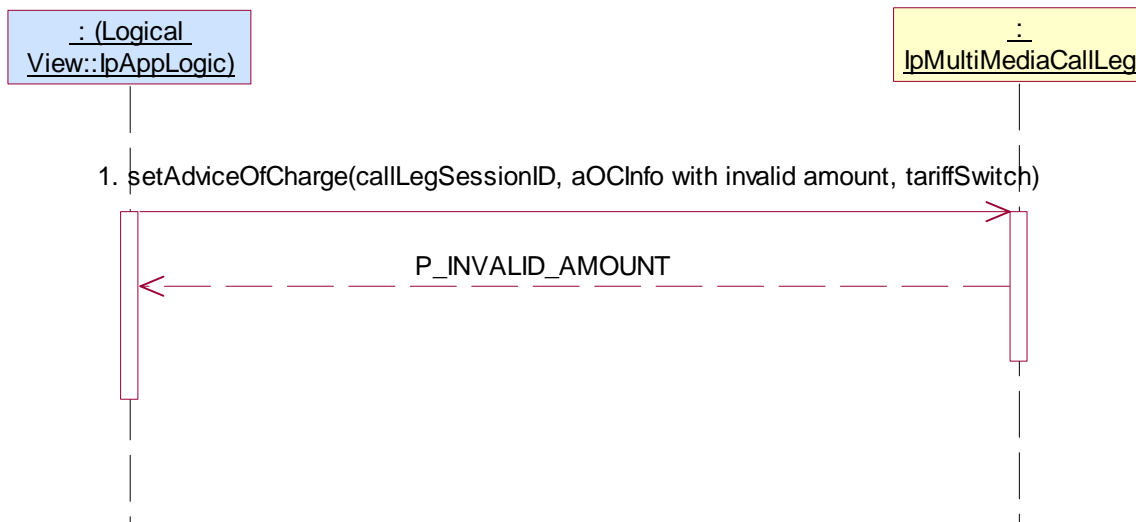 : (Logical
View::IpAppLogic)
:
IpMultiMediaCallLeg
1. setAdviceOfCharge(callLegSessionID, aOCInfo with invalid amount, tariffSwitch)
P_INVALID_AMOUNT